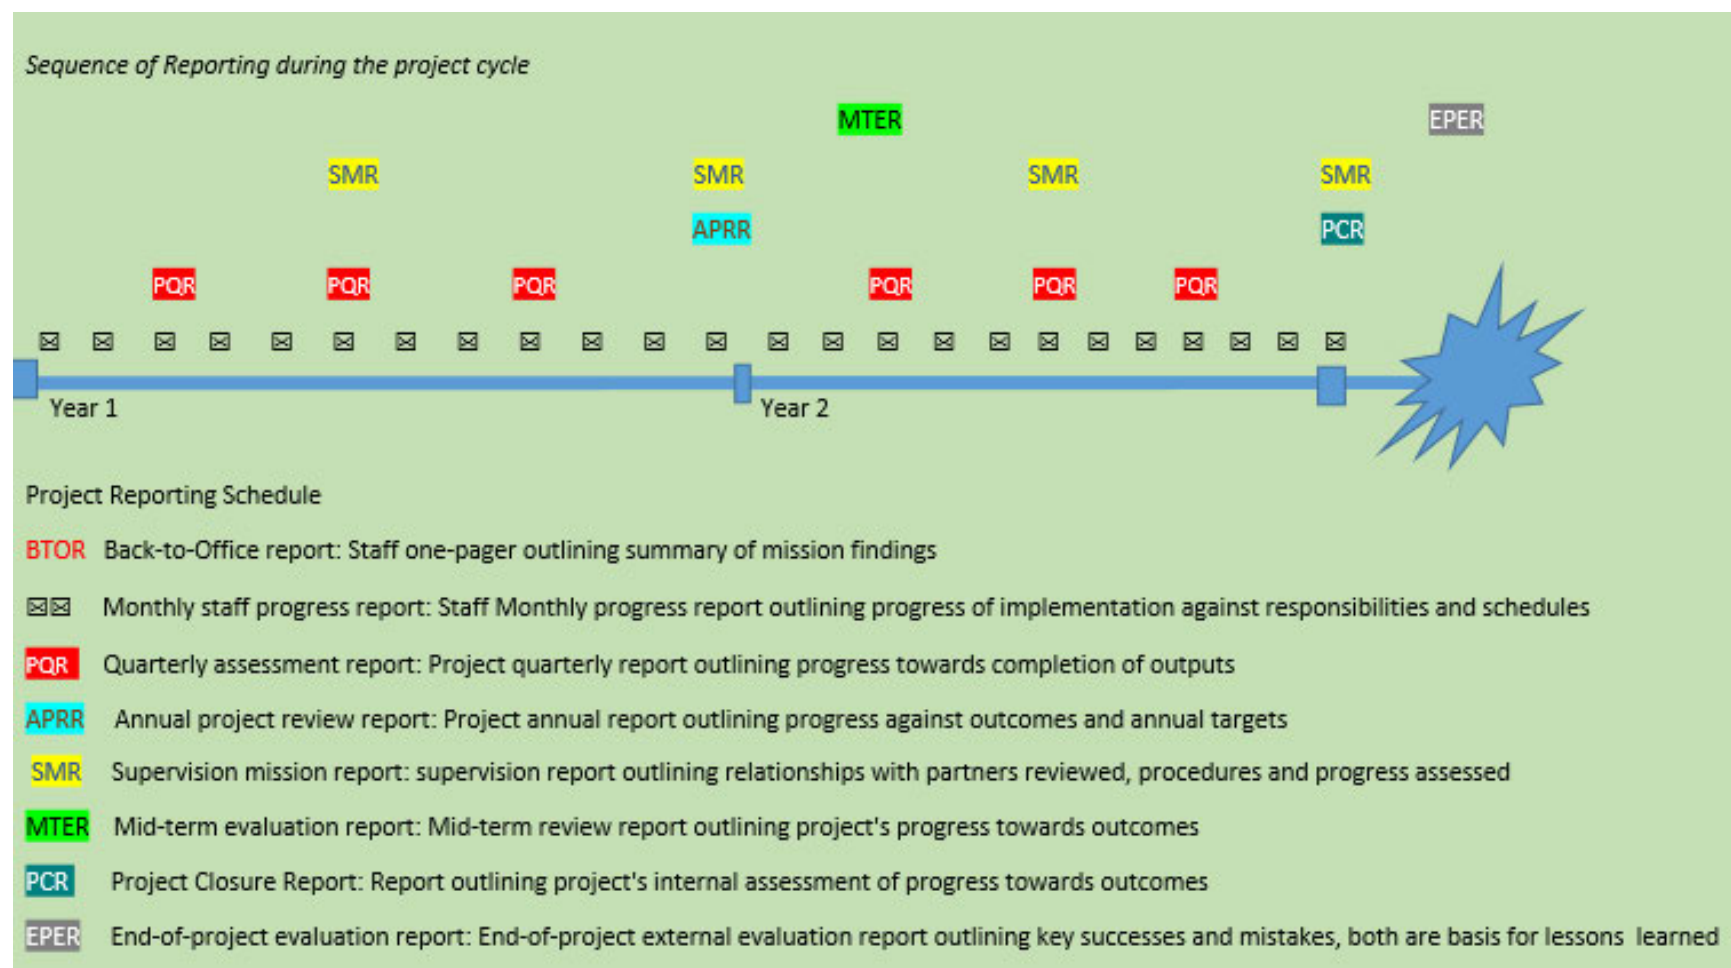 Sequence of Reporting during the project cycle
MTER EPER
SMR SMR SMR SMR
APRR PCR
PQR PQR PQR PQR PQR PQR
Year 1 Year 2
Project Reporting Schedule
BTOR Back-to-Office report: Staff one-pager outlining summary of mission findings
Monthly staff progress report: Staff Monthly progress report outlining progress of implementation against responsibilities and schedules
PQR Quarterly assessment report: Project quarterly report outlining progress towards completion of outputs
APRR Annual project review report: Project annual report outlining progress against outcomes and annual targets
SMR Supervision mission report: supervision report outlining relationships with partners reviewed, procedures and progress assessed
MTER Mid-term evaluation report: Mid-term review report outlining project's progress towards outcomes
PCR Project Closure Report: Report outlining project's internal assessment of progress towards outcomes
EPER End-of-project evaluation report: End-of-project external evaluation report outlining key successes and mistakes, both are basis for lessons learned